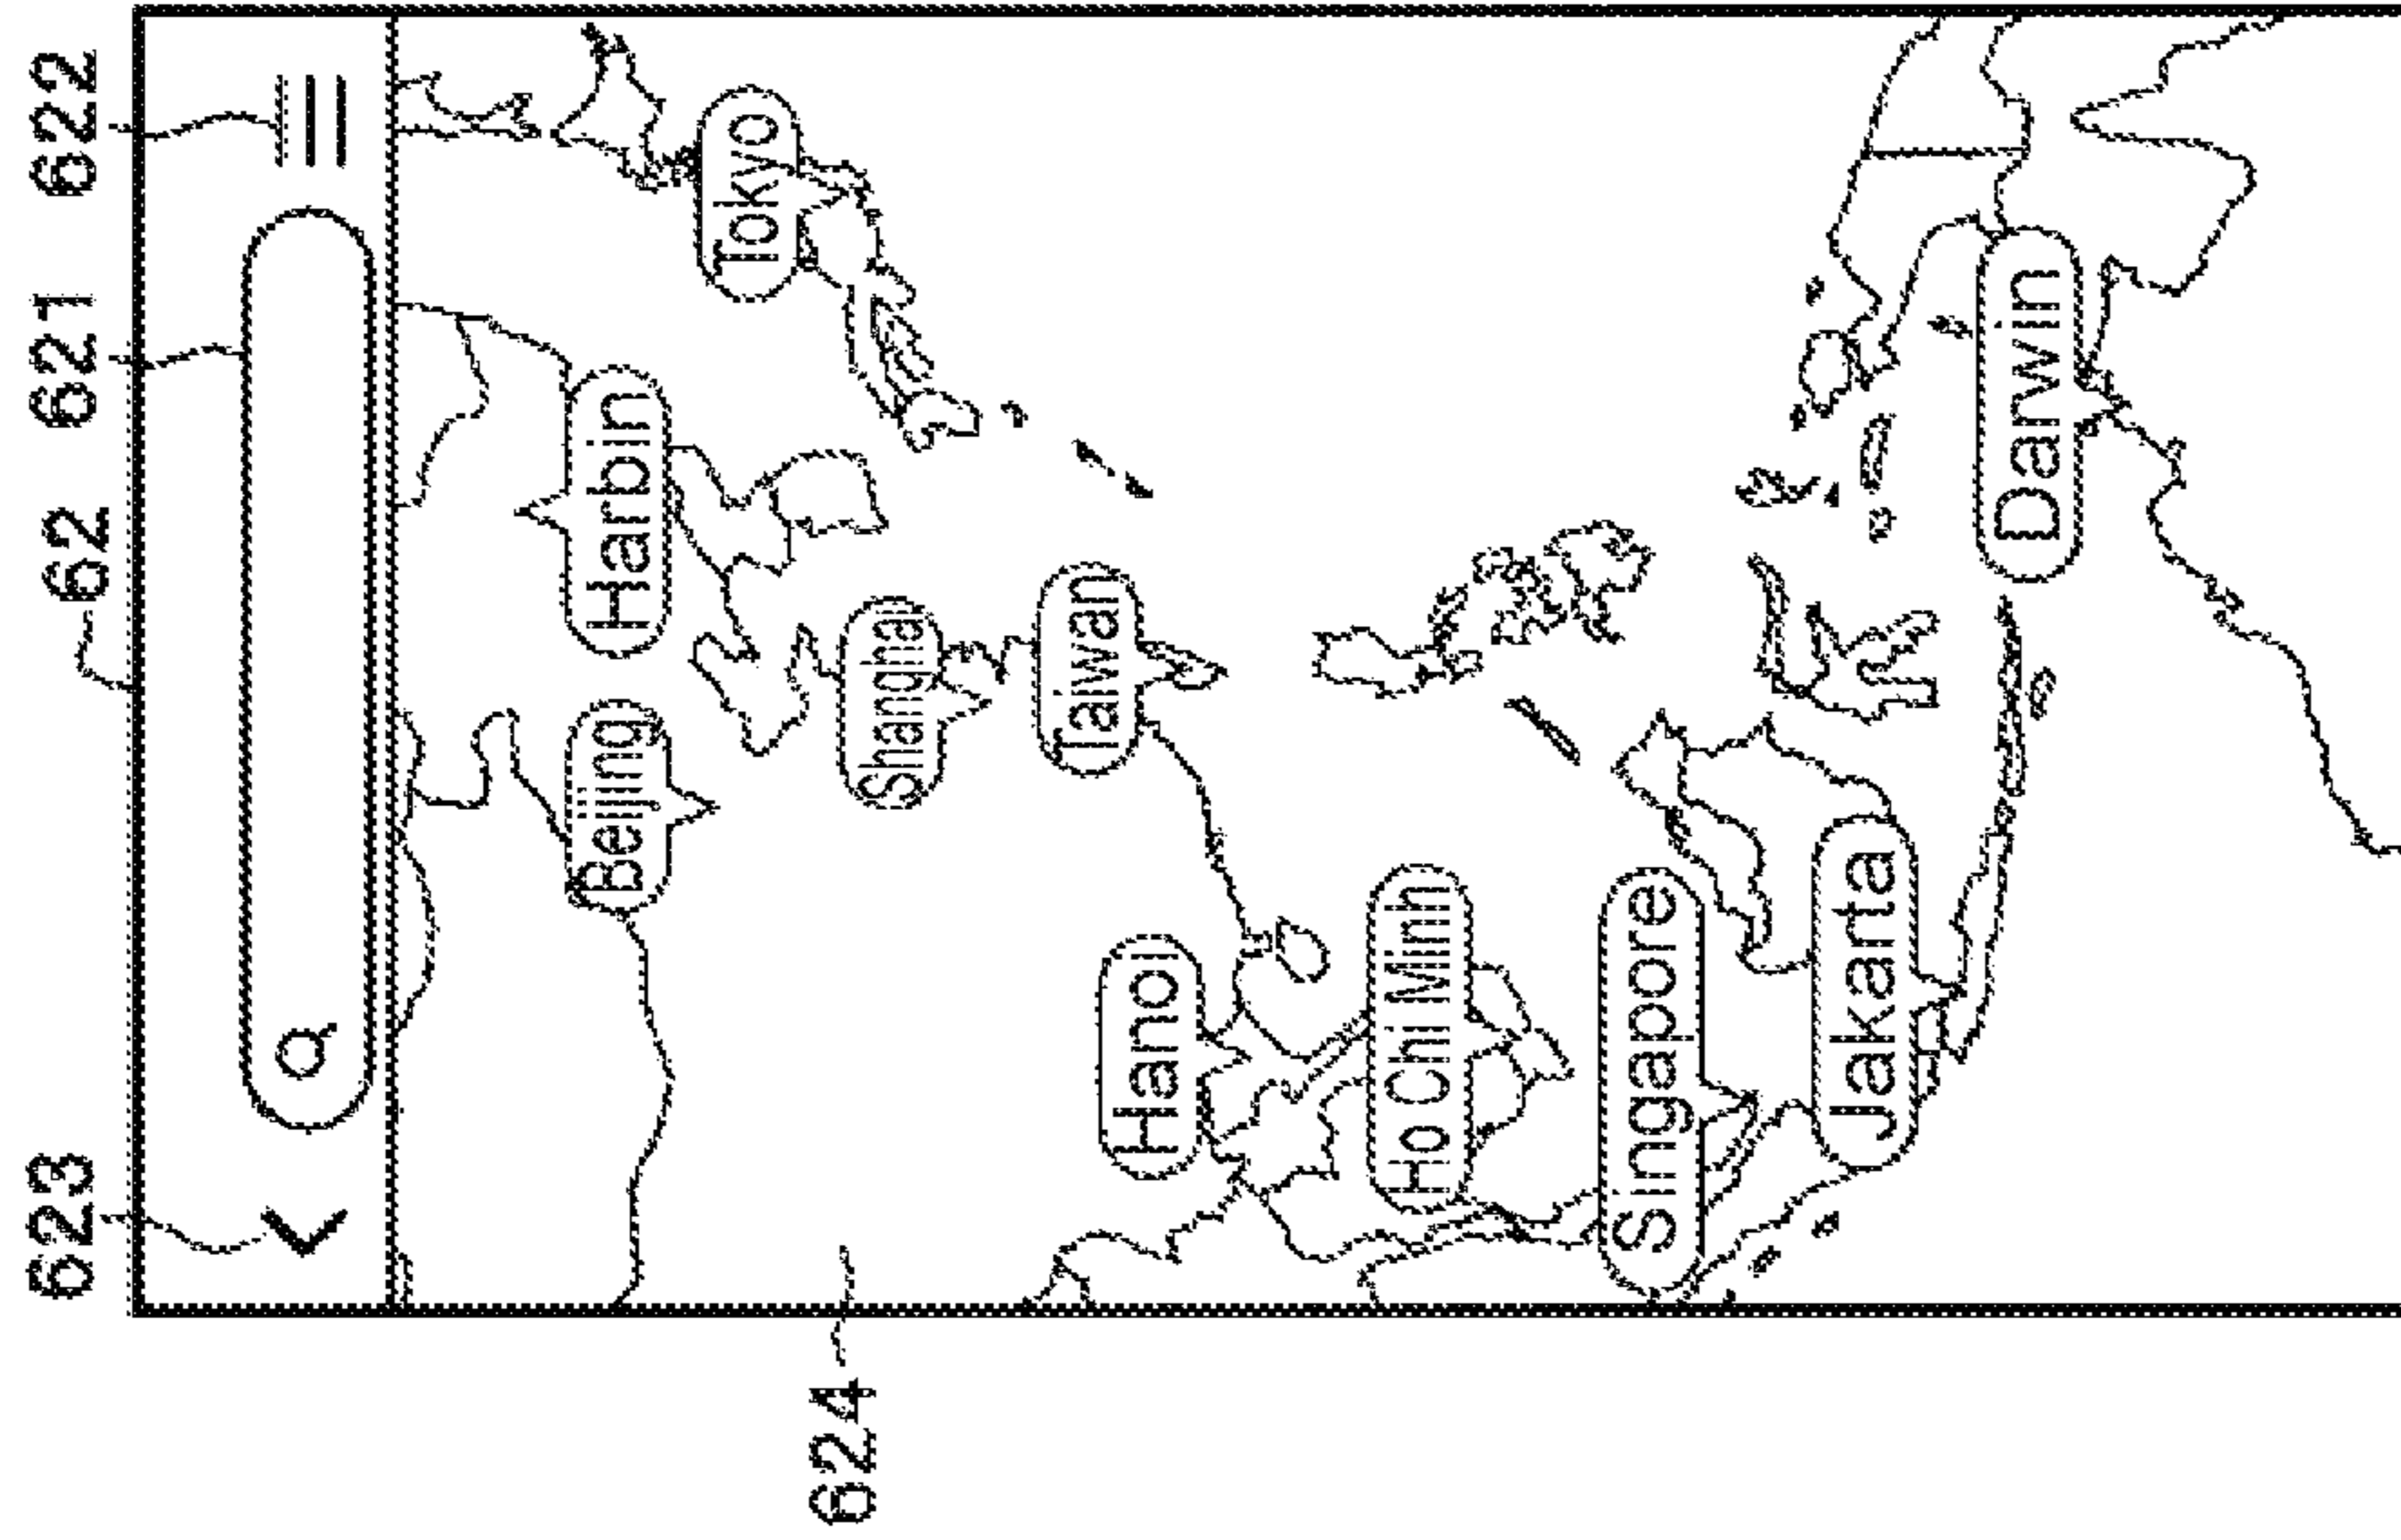 62
623
621
622
Harbin
Beijing
Tokyo
Shanghai
Taiwan
624
Hanoi
Ho Chi Minh
Singapore
Jakarta
Darwin